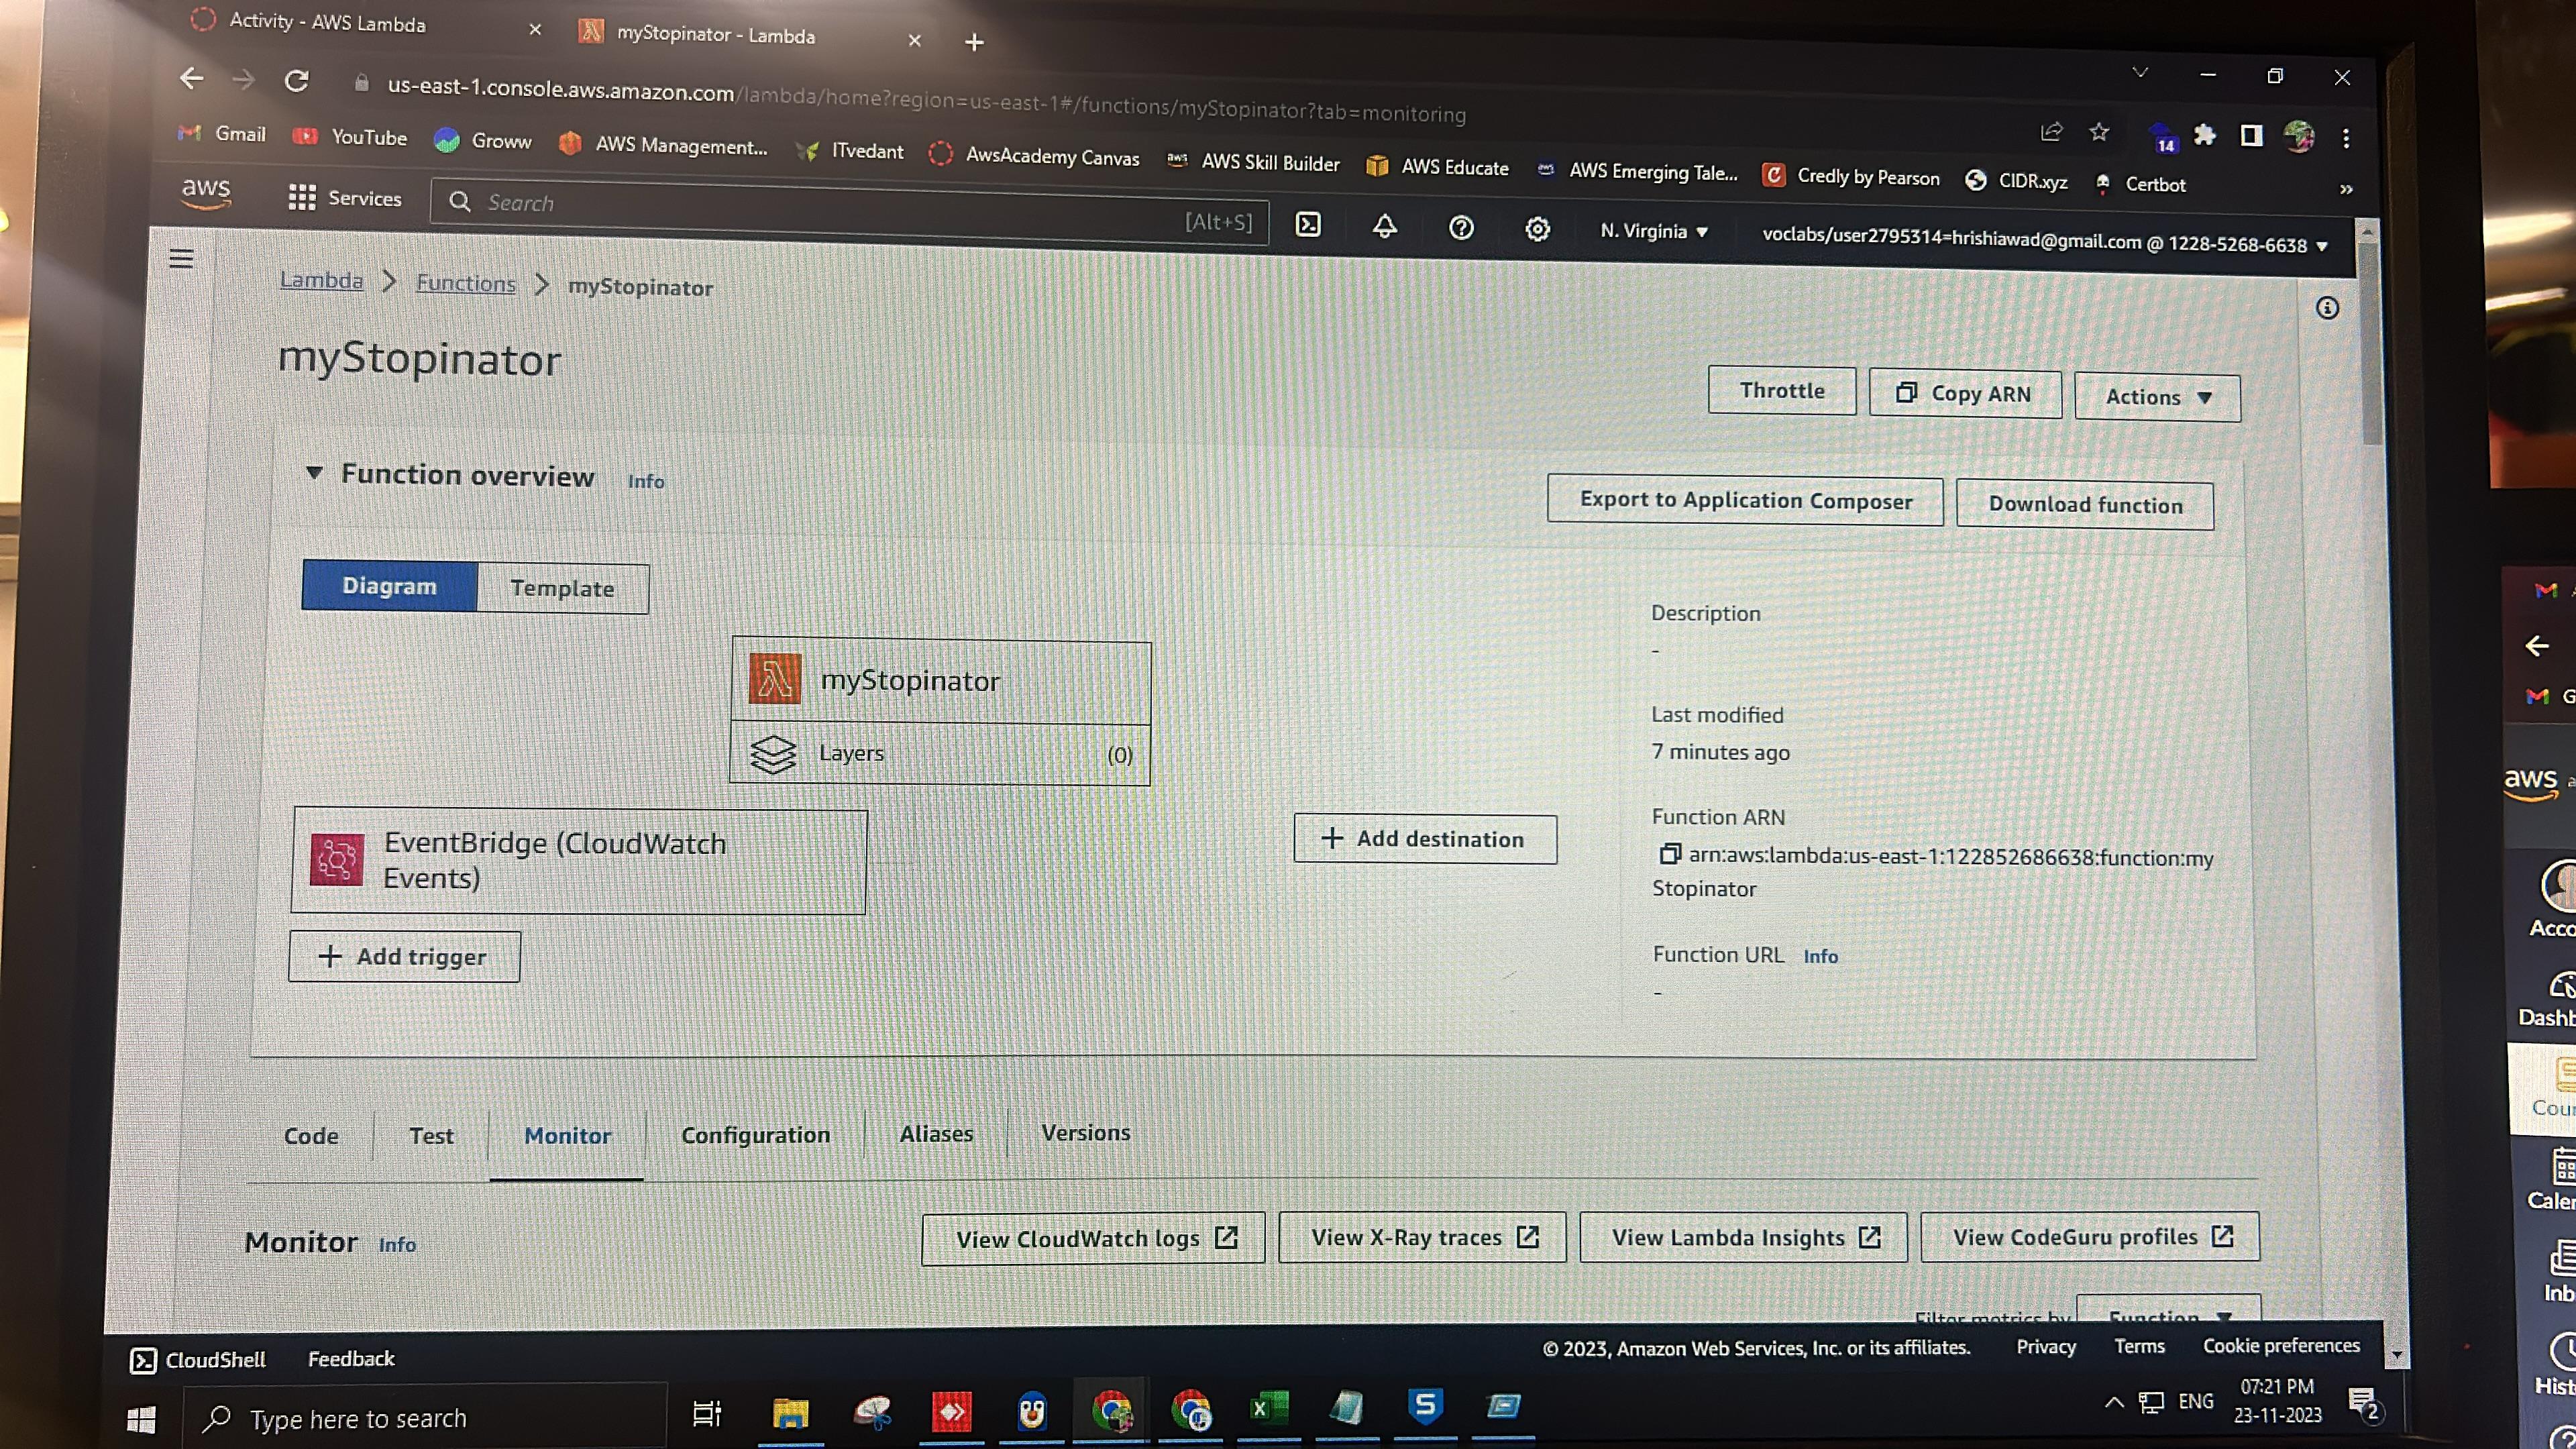 Activity - AWS Lambda
myStopinator - Lambda
us-east-1.console.aws.amazon.com/lambda/home?region=us-east-1#/functions/myStopinator?tab=monitoring
Gmail YouTube Groww AWS Management... ITvedant AwsAcademy Canvas AWS Skill Builder AWS Educate AWS Emerging Tale... Credly by Pearson CIDR.xyz Certbot »
14
aws Services Search [Alt+S] N. Virginia voclabs/user2795314=hrishiawad@gmail.com @ 1228-5268-6638
Lambda > Functions > myStopinator
myStopinator
Throttle Copy ARN Actions
Function overview Info
Export to Application Composer Download function
Diagram Template
myStopinator
Layers (0)
EventBridge (CloudWatch
Events)
+ Add trigger
+ Add destination
Description
-
Last modified
7 minutes ago
Function ARN
arn:aws:lambda:us-east-1:122852686638:function:my
Stopinator
Function URL Info
-
Code Test Monitor Configuration Aliases Versions
Monitor Info
View CloudWatch logs View X-Ray traces View Lambda Insights View CodeGuru profiles
Filter metrics by Function
CloudShell Feedback © 2023, Amazon Web Services, Inc. or its affiliates. Privacy Terms Cookie preferences
Type here to search
ENG
07:21 PM
23-11-2023
2
aws
Acco
Dashb
Cour
Caler
Inb
Hist